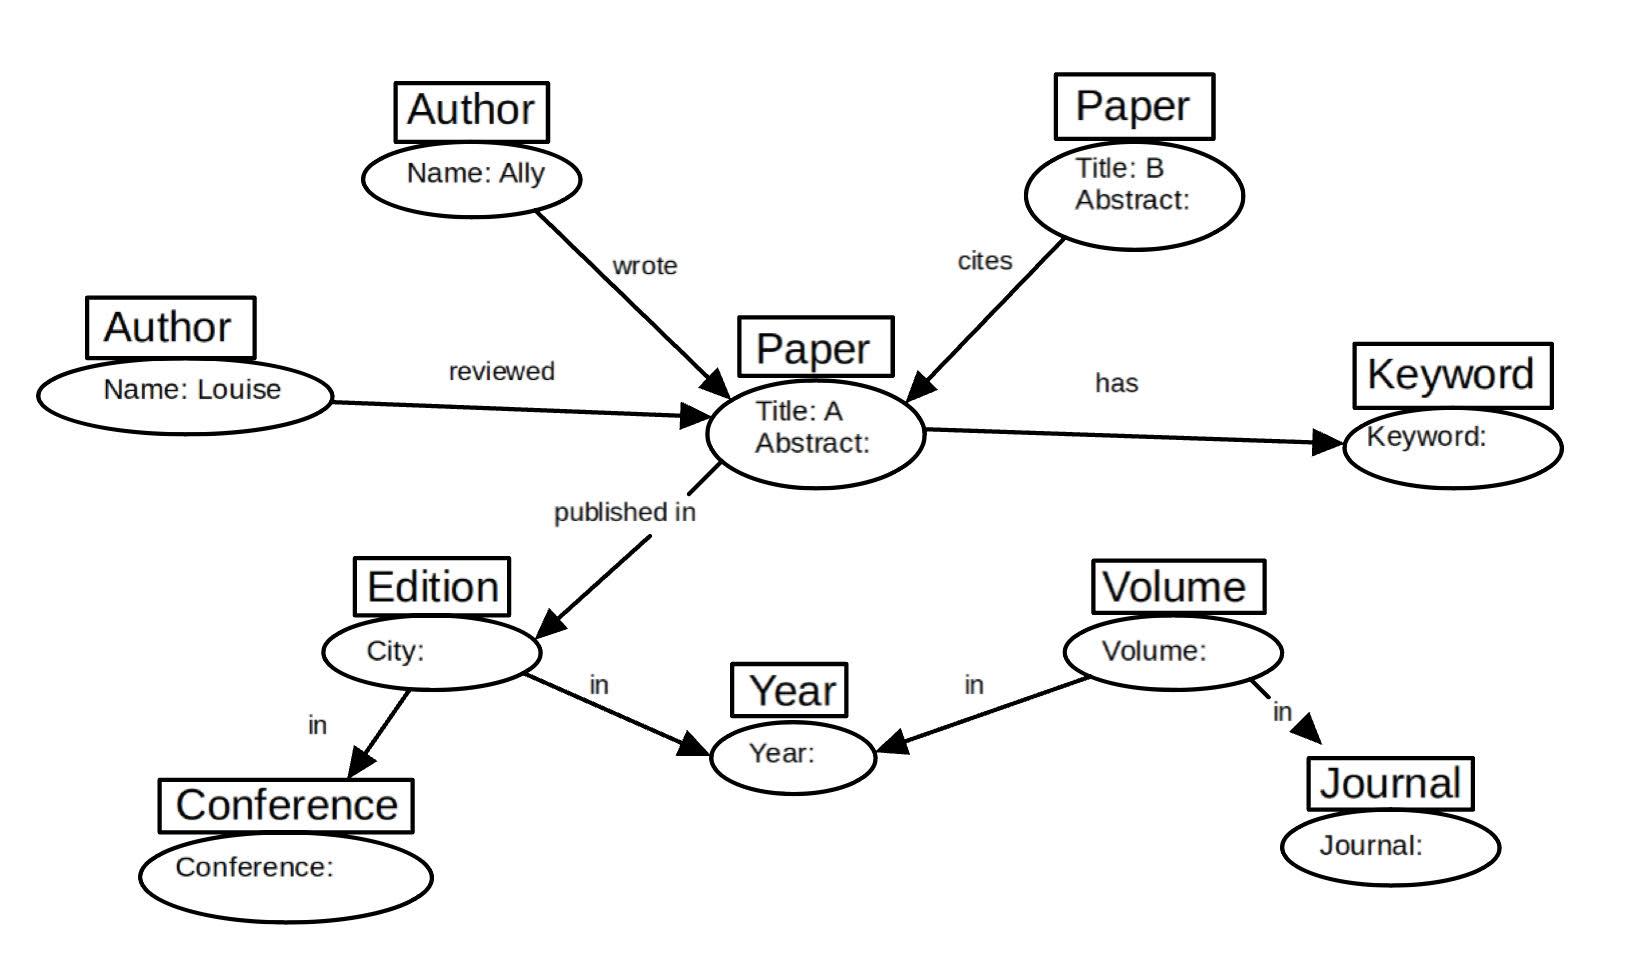 Author
Name: Ally
Paper
Title: B
Abstract:
wrote
cites
Author
Name: Louise
reviewed
Paper
Title: A
Abstract:
has
Keyword
Keyword:
published in
Edition
City:
Volume
Volume:
in
Year
Year:
in
in
in
Conference
Conference:
Journal
Journal: